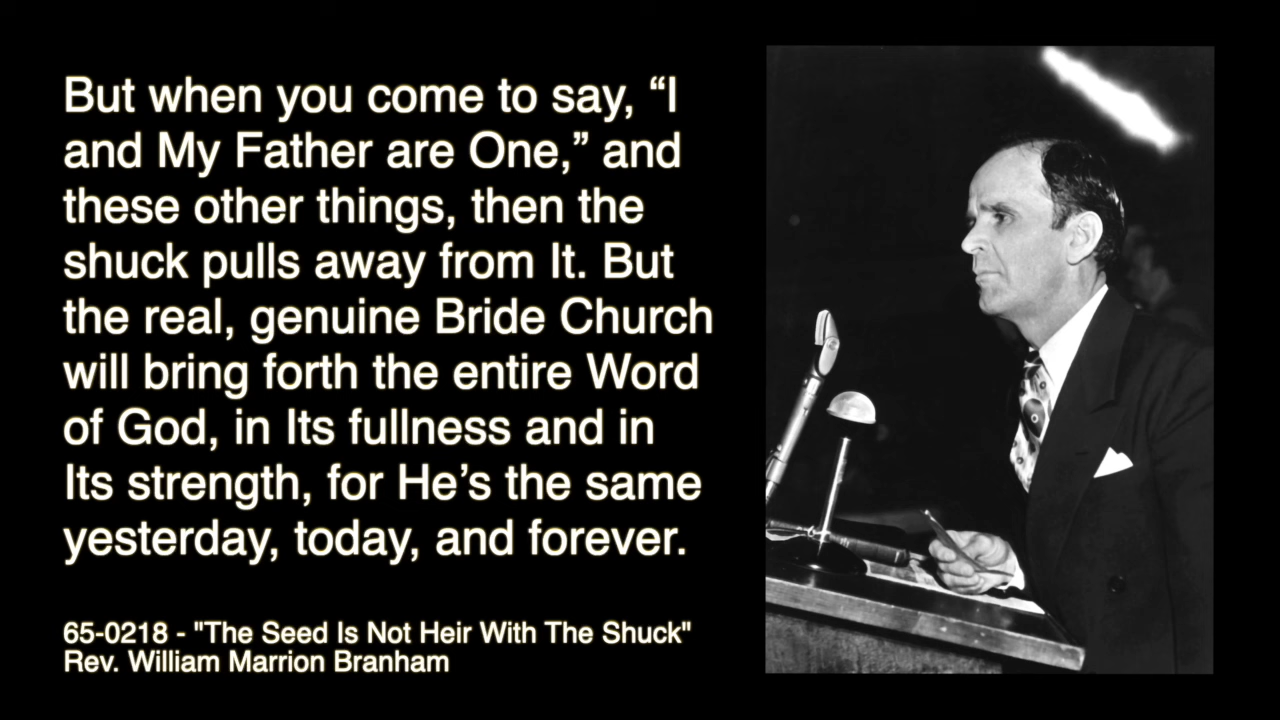 But when you come to say, “I
and My Father are One,” and
these other things, then the
shuck pulls away from It. But
the real, genuine Bride Church
will bring forth the entire Word
of God, in Its fullness and in
Its strength, for He’s the same
yesterday, today, and forever.
65-0218 - "The Seed Is Not Heir With The Shuck"
Rev. William Marrion Branham